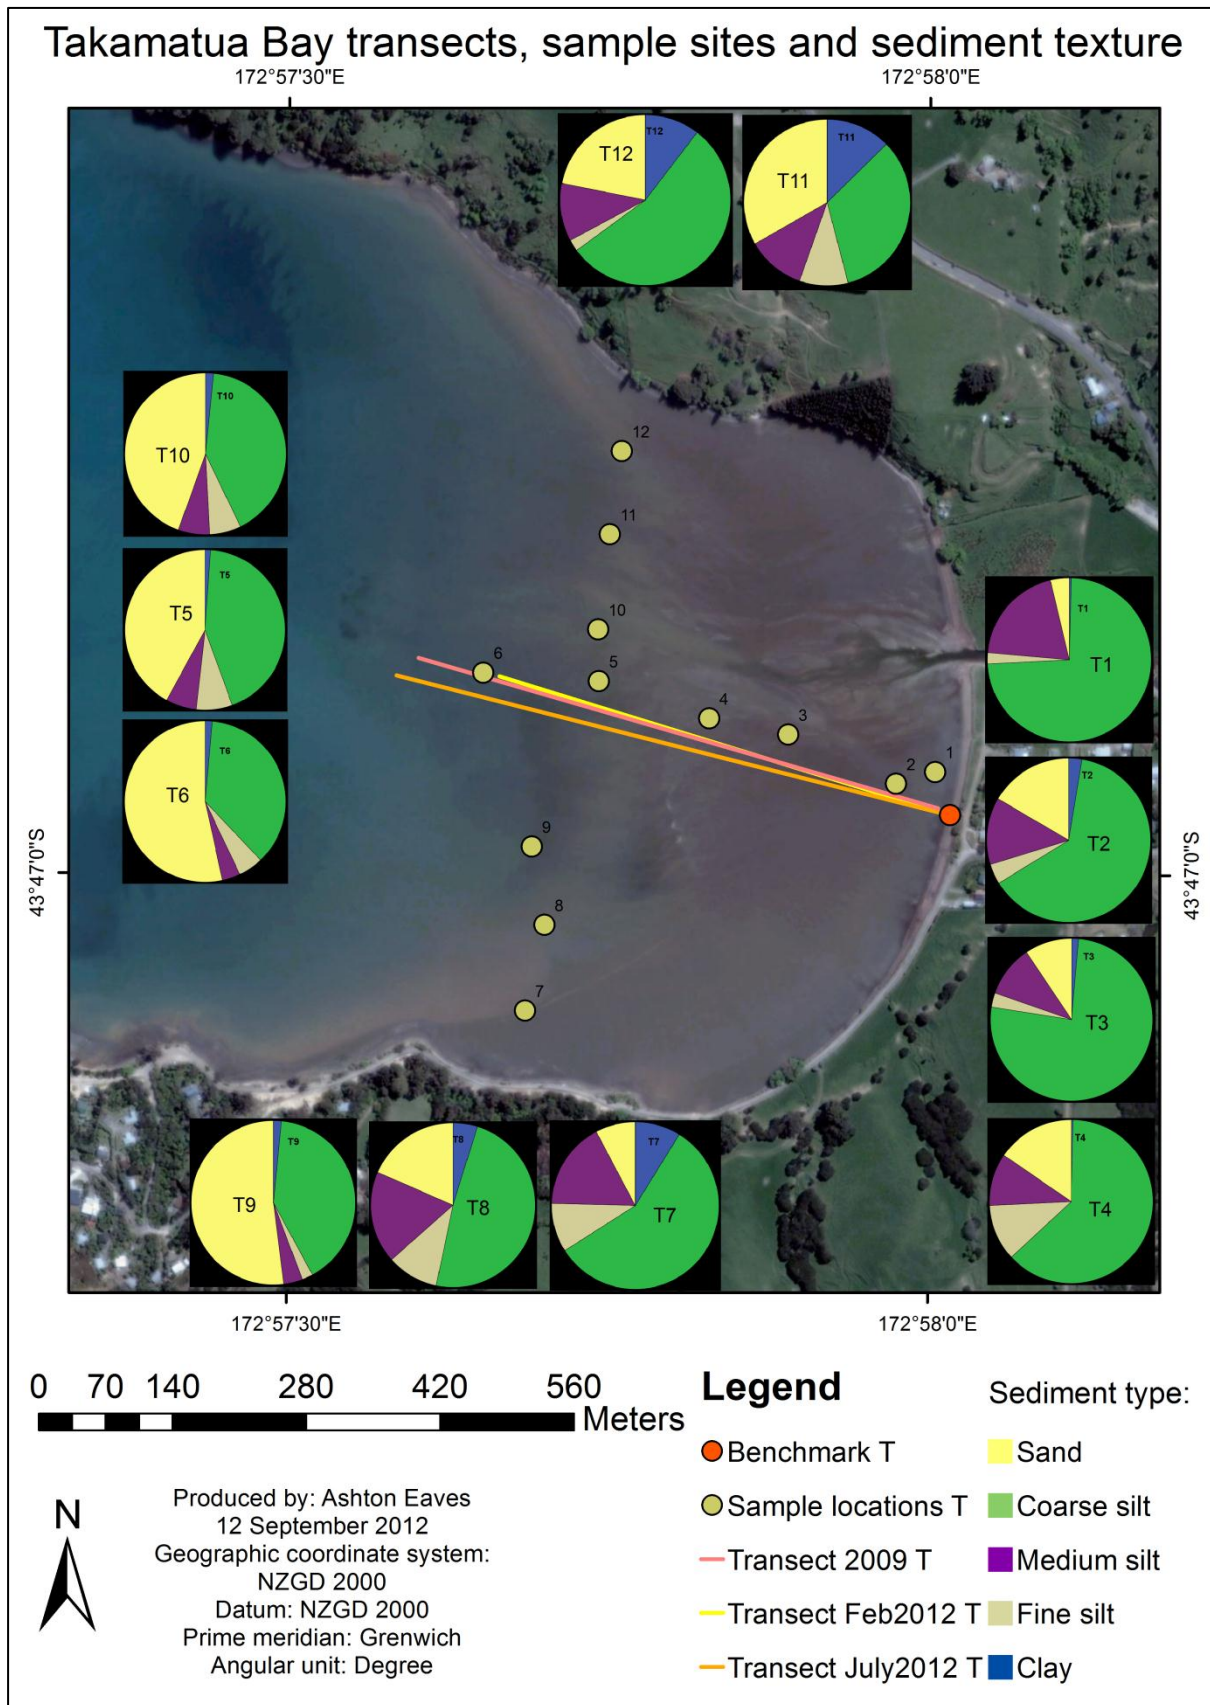 Takamatua Bay transects, sample sites and sediment texture
172°57'30"E
172°58'0"E
T12
T12
T11
T11
T10
T10
T5
T5
T6
T6
12
11
10
6
5
4
3
2
1
9
8
7
T1
T1
T2
T2
T3
T3
T4
T4
T9
T9
T8
T8
T7
T7
43°47'0"S
43°47'0"S
172°57'30"E
172°58'0"E
0 70 140 280 420 560
Meters
N
Produced by: Ashton Eaves
12 September 2012
Geographic coordinate system:
NZGD 2000
Datum: NZGD 2000
Prime meridian: Grenwich
Angular unit: Degree
Legend
Benchmark T
Sample locations T
Transect 2009 T
Transect Feb2012 T
Transect July2012 T
Sediment type:
Sand
Coarse silt
Medium silt
Fine silt
Clay